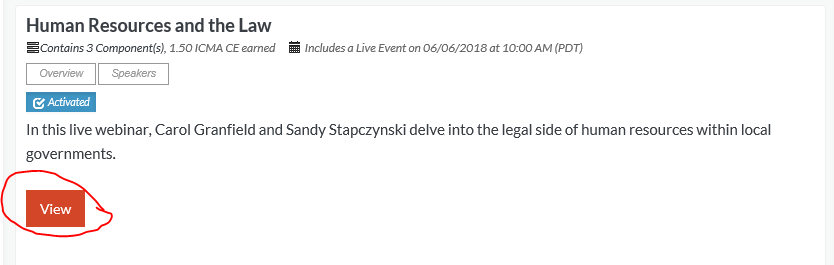 Human Resources and the Law
Contains 3 Component(s), 1.50 ICMA CE earned Includes a Live Event on 06/06/2018 at 10:00 AM (PDT)
Overview Speakers
Activated
In this live webinar, Carol Granfield and Sandy Stapczynski delve into the legal side of human resources within local
governments.
View